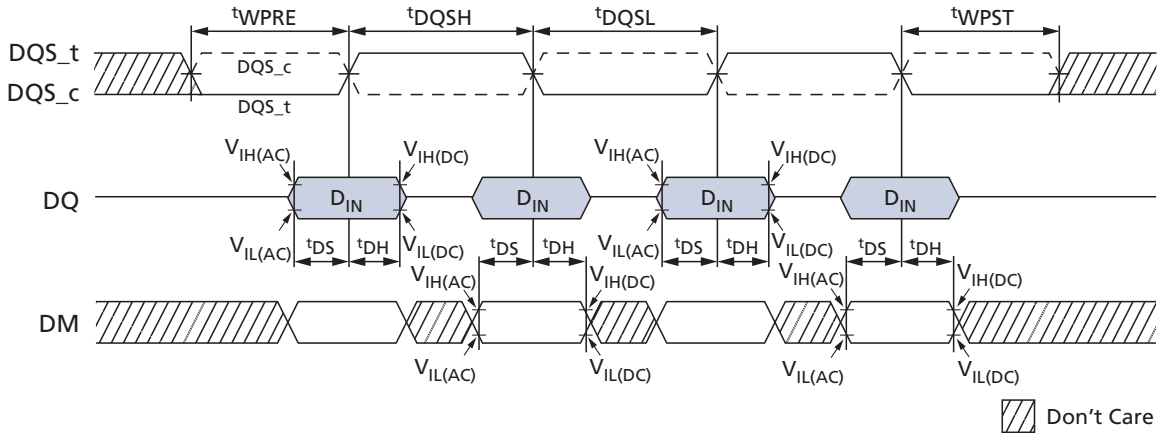 tWPRE tDQSH tDQSL tWPST
DQS_t
DQS_c
DQS_c
DQS_t
VIH(AC) VIH(DC) VIH(AC) VIH(DC)
DQ DIN DIN DIN DIN
VIL(AC) tDS tDH VIL(DC) tDS tDH VIL(AC) tDS tDH VIL(DC) tDS tDH
VIH(AC) VIH(DC) VIH(AC) VIH(DC)
DM
VIL(AC) VIL(DC) VIL(AC) VIL(DC)
Don't Care